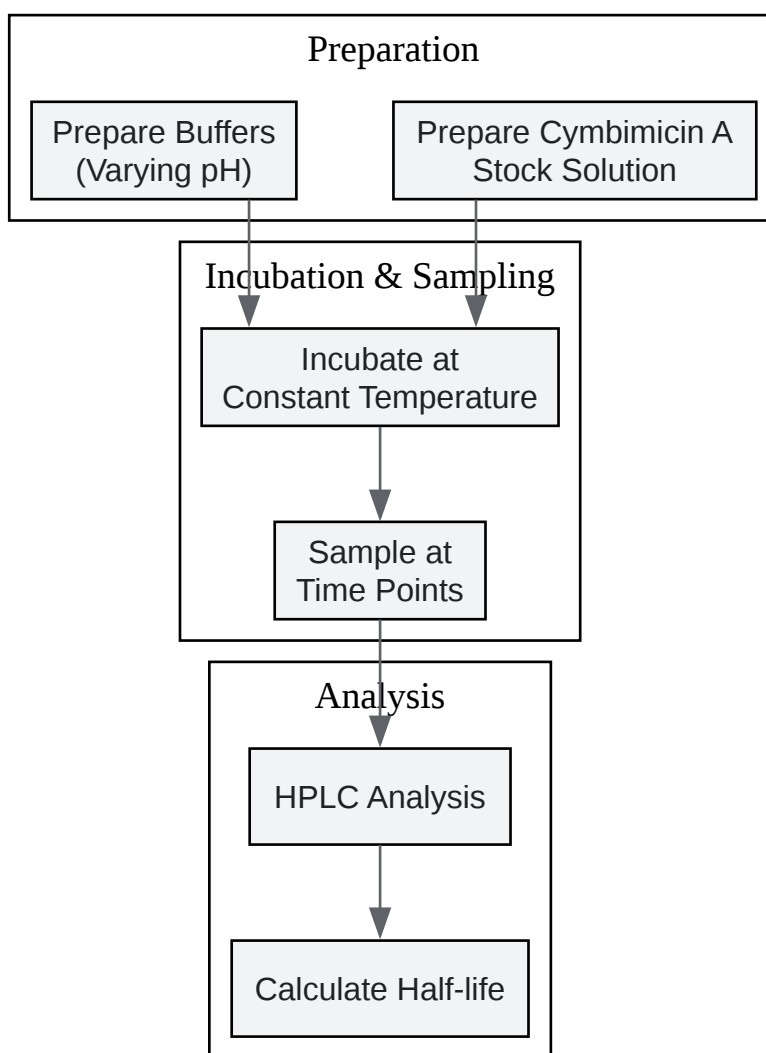 Preparation
Prepare Buffers
(Varying pH)
Prepare Cymbimicin A
Stock Solution
Incubation & Sampling
Incubate at
Constant Temperature
Sample at
Time Points
Analysis
HPLC Analysis
Calculate Half-life